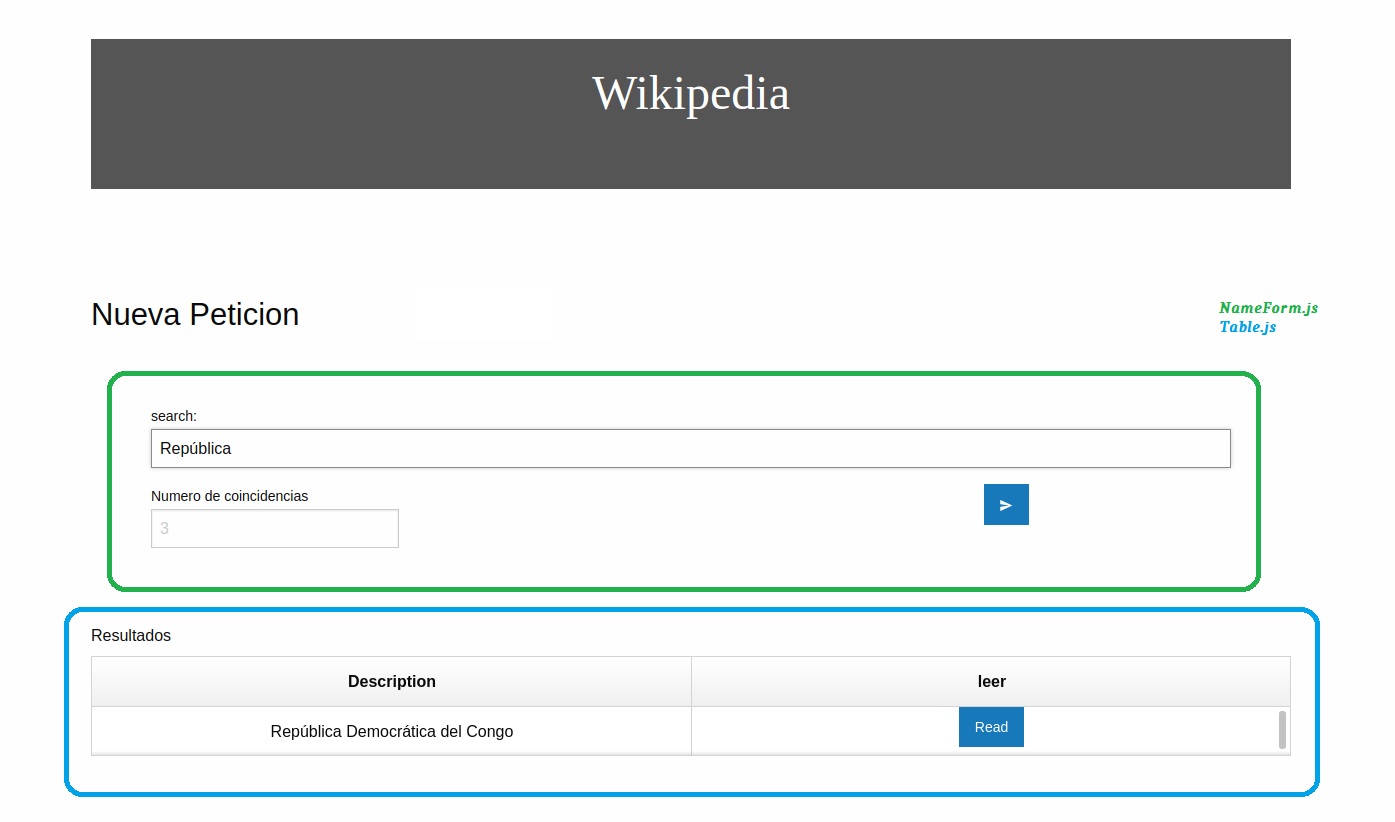 Wikipedia
Nueva Peticion
NameForm.js
Table.js
search:
República
Numero de coincidencias
3
Resultados
Description leer
República Democrática del Congo Read